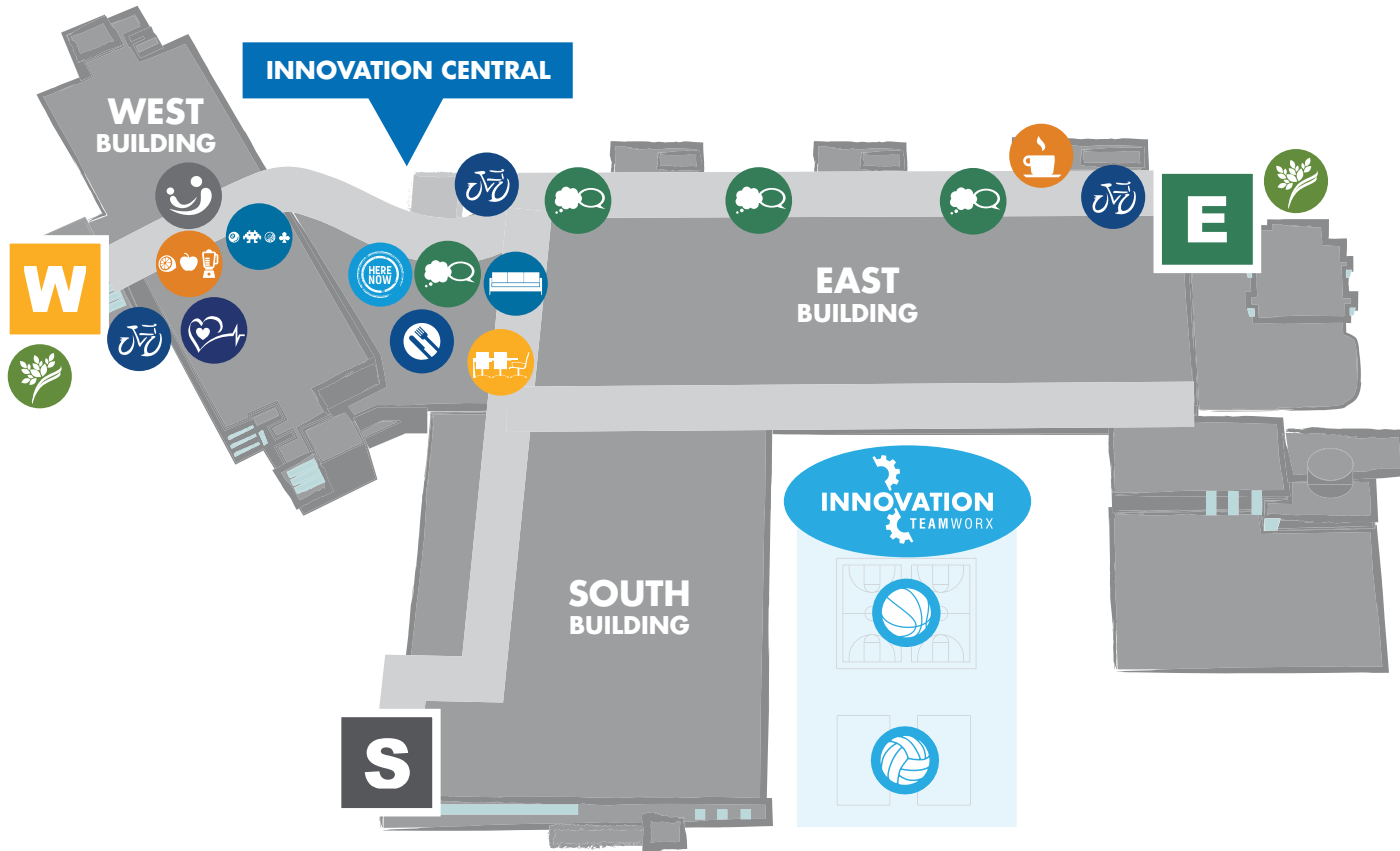 INNOVATION CENTRAL
WEST
BUILDING
E
W
HERE
NOW
EAST
BUILDING
INNOVATION
TEAMWORX
SOUTH
BUILDING
S